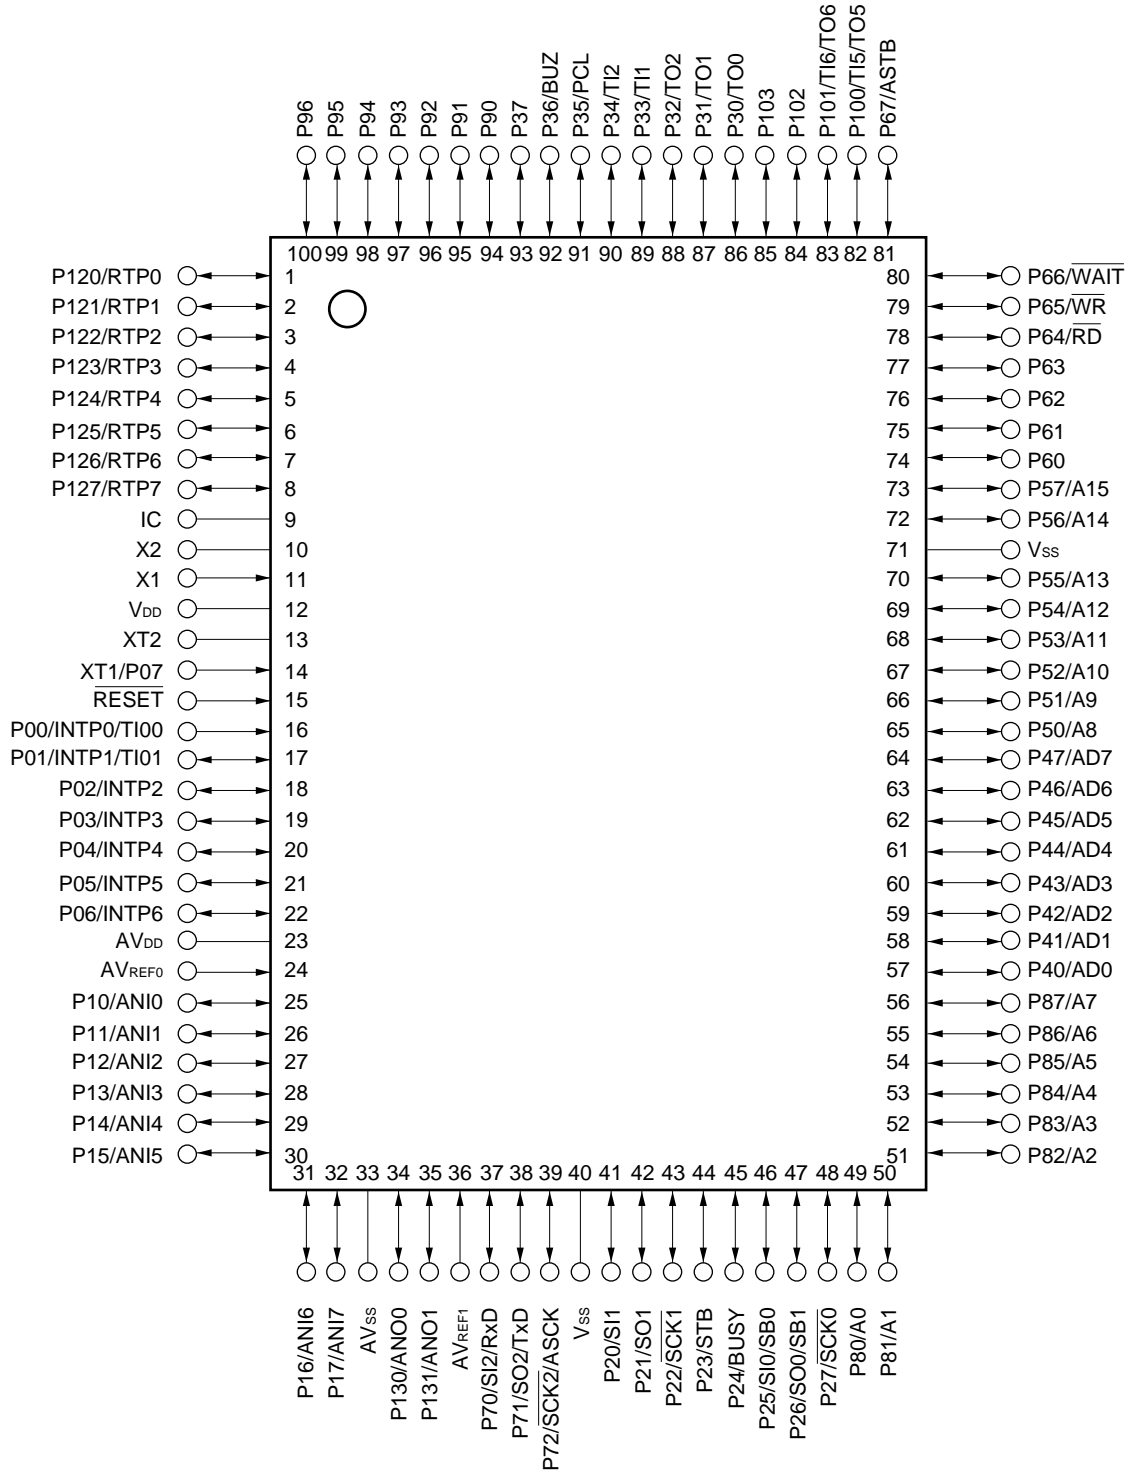 P96
P95
P94
P93
P92
P91
P90
P37
P36/BUZ
P35/PCL
P34/TI2
P33/TI1
P32/TO2
P31/TO1
P30/TO0
P103
P102
P101/TI6/TO6
P100/TI5/TO5
P67/ASTB
100 99 98 97 96 95 94 93 92 91 90 89 88 87 86 85 84 83 82 81
P120/RTP0 1
P121/RTP1 2
P122/RTP2 3
P123/RTP3 4
P124/RTP4 5
P125/RTP5 6
P126/RTP6 7
P127/RTP7 8
IC 9
X2 10
X1 11
VDD 12
XT2 13
XT1/P07 14
RESET 15
P00/INTP0/TI00 16
P01/INTP1/TI01 17
P02/INTP2 18
P03/INTP3 19
P04/INTP4 20
P05/INTP5 21
P06/INTP6 22
AVDD 23
AVREF0 24
P10/ANI0 25
P11/ANI1 26
P12/ANI2 27
P13/ANI3 28
P14/ANI4 29
P15/ANI5 30
80 P66/WAIT
79 P65/WR
78 P64/RD
77 P63
76 P62
75 P61
74 P60
73 P57/A15
72 P56/A14
71 VSS
70 P55/A13
69 P54/A12
68 P53/A11
67 P52/A10
66 P51/A9
65 P50/A8
64 P47/AD7
63 P46/AD6
62 P45/AD5
61 P44/AD4
60 P43/AD3
59 P42/AD2
58 P41/AD1
57 P40/AD0
56 P87/A7
55 P86/A6
54 P85/A5
53 P84/A4
52 P83/A3
51 P82/A2
31 32 33 34 35 36 37 38 39 40 41 42 43 44 45 46 47 48 49 50
P16/ANI6
P17/ANI7
AVSS
P130/ANO0
P131/ANO1
AVREF1
P70/SI2/RxD
P71/SO2/TxD
P72/SCK2/ASCK
VSS
P20/SI1
P21/SO1
P22/SCK1
P23/STB
P24/BUSY
P25/SI0/SB0
P26/SO0/SB1
P27/SCK0
P80/A0
P81/A1